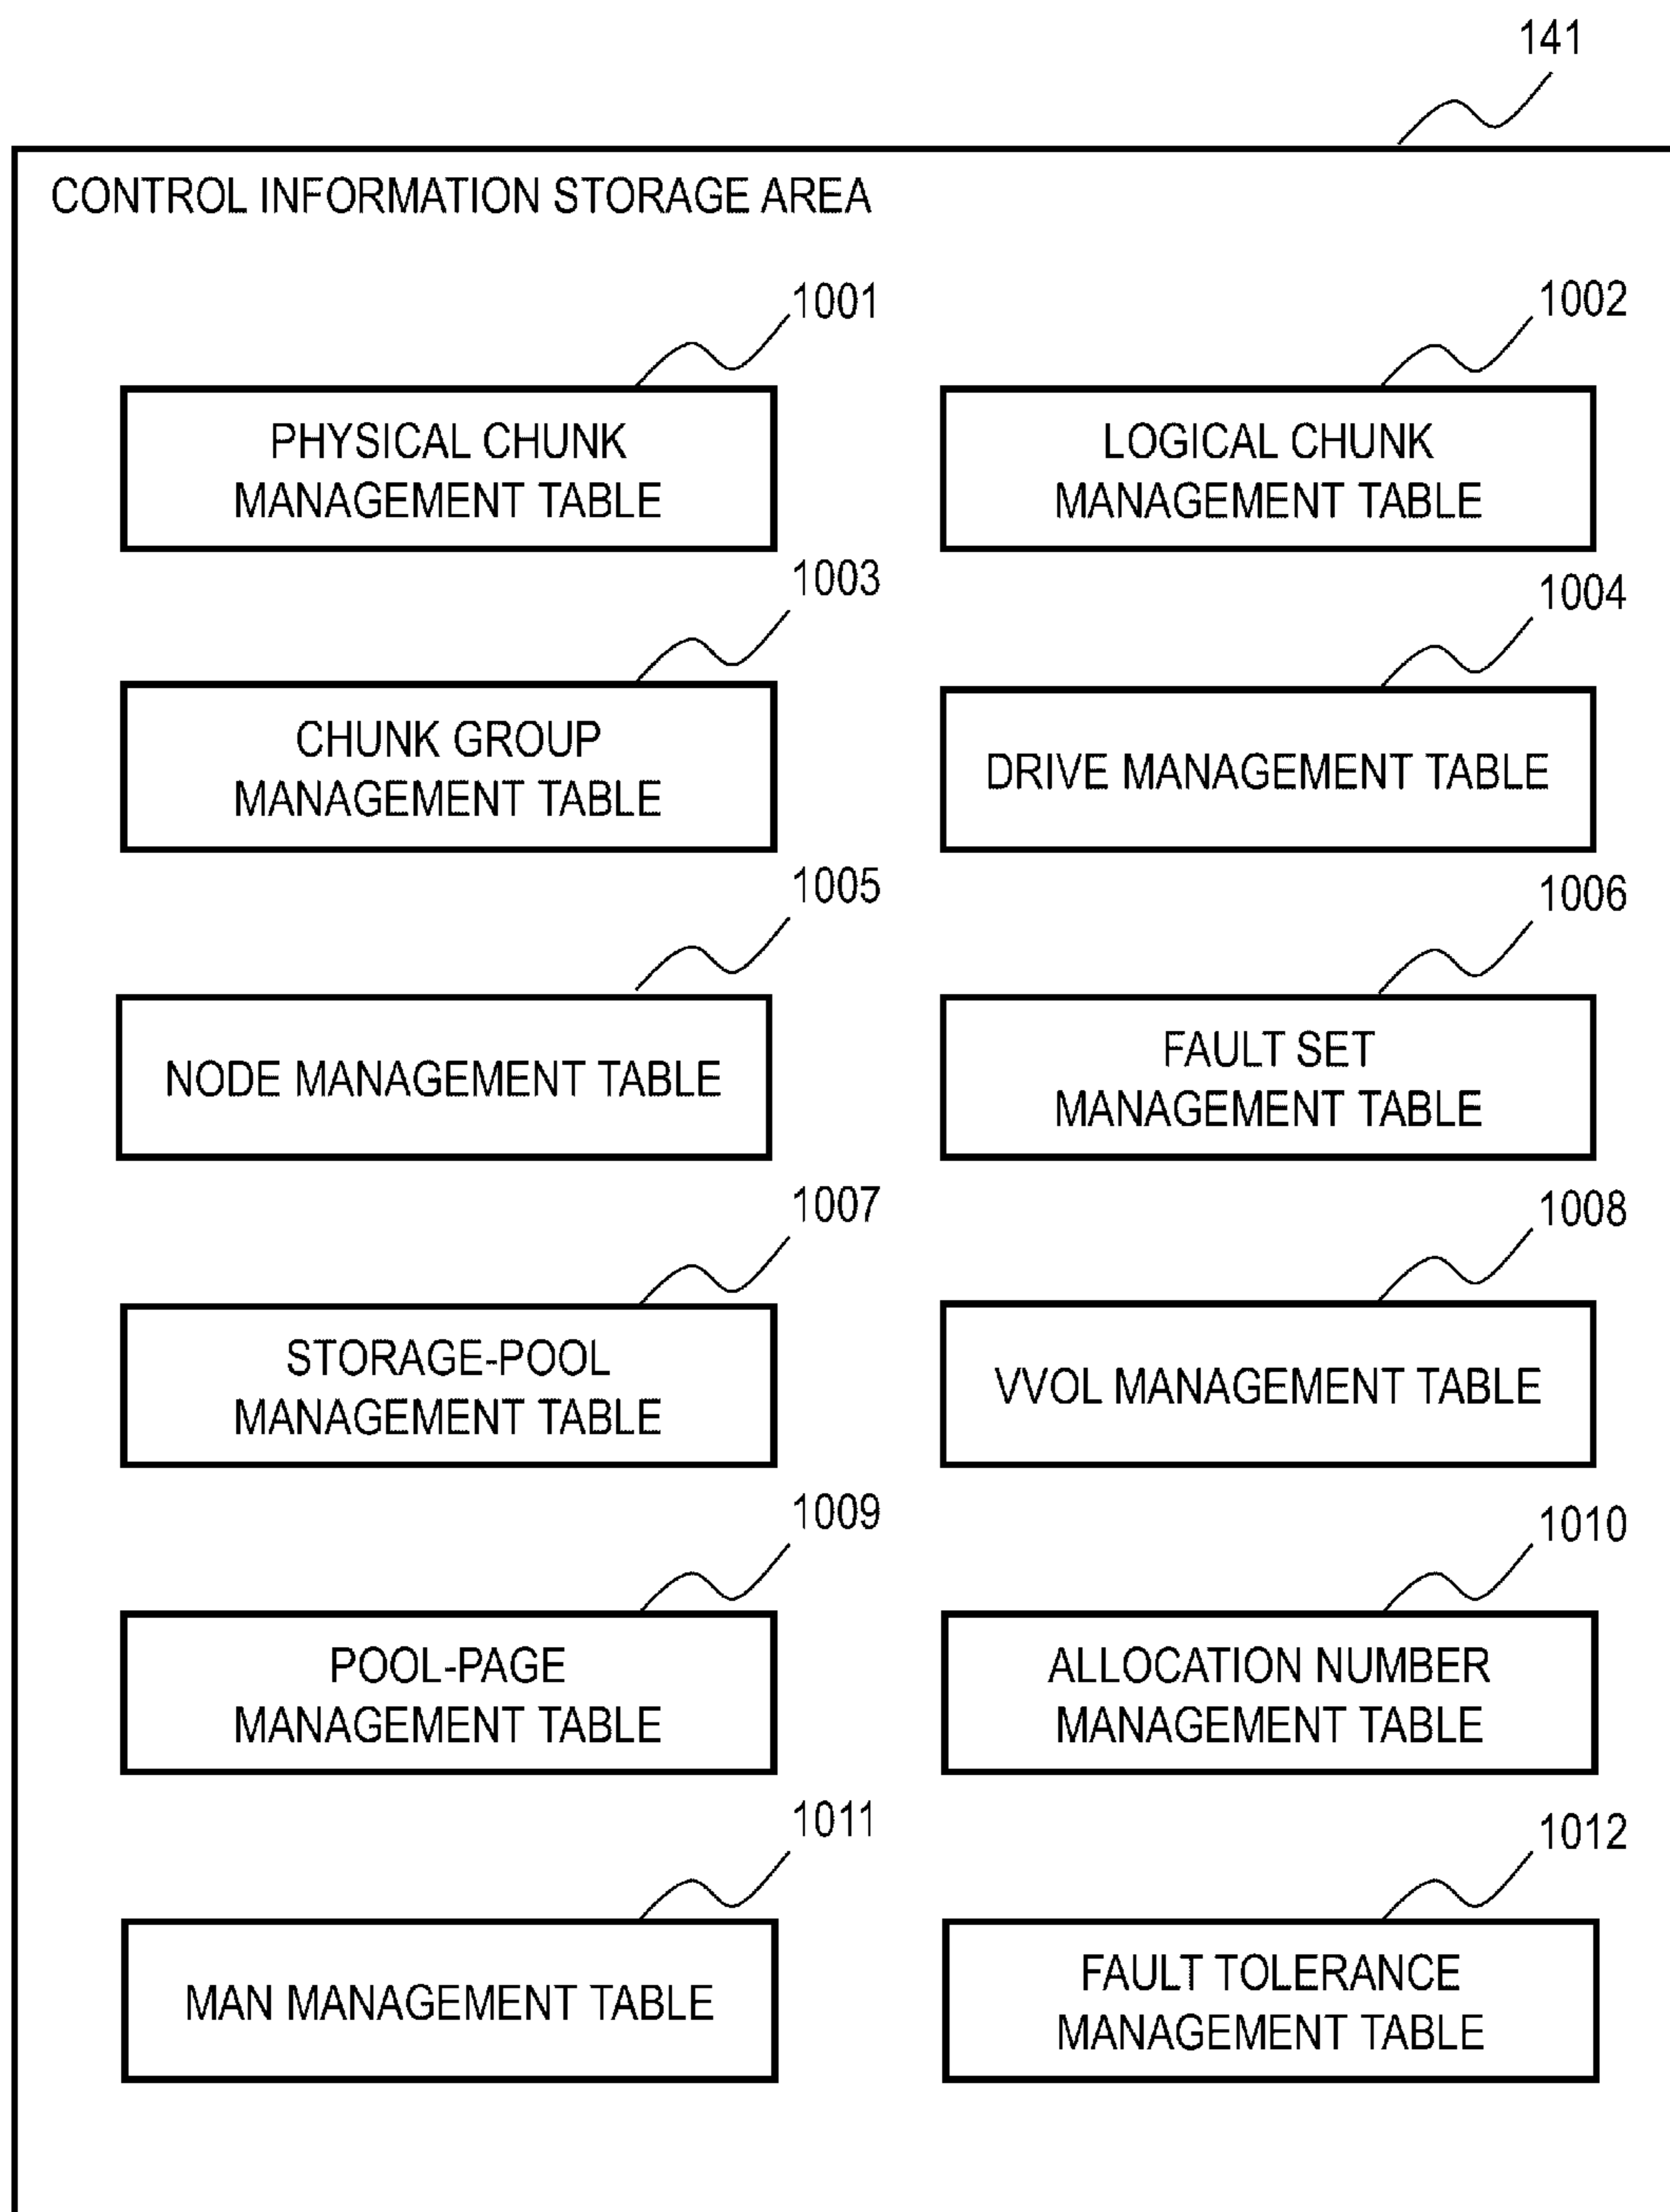 141
CONTROL INFORMATION STORAGE AREA
1001
PHYSICAL CHUNK
MANAGEMENT TABLE
1002
LOGICAL CHUNK
MANAGEMENT TABLE
1003
CHUNK GROUP
MANAGEMENT TABLE
1004
DRIVE MANAGEMENT TABLE
1005
NODE MANAGEMENT TABLE
1006
FAULT SET
MANAGEMENT TABLE
1007
STORAGE-POOL
MANAGEMENT TABLE
1008
VVOL MANAGEMENT TABLE
1009
POOL-PAGE
MANAGEMENT TABLE
1010
ALLOCATION NUMBER
MANAGEMENT TABLE
1011
MAN MANAGEMENT TABLE
1012
FAULT TOLERANCE
MANAGEMENT TABLE